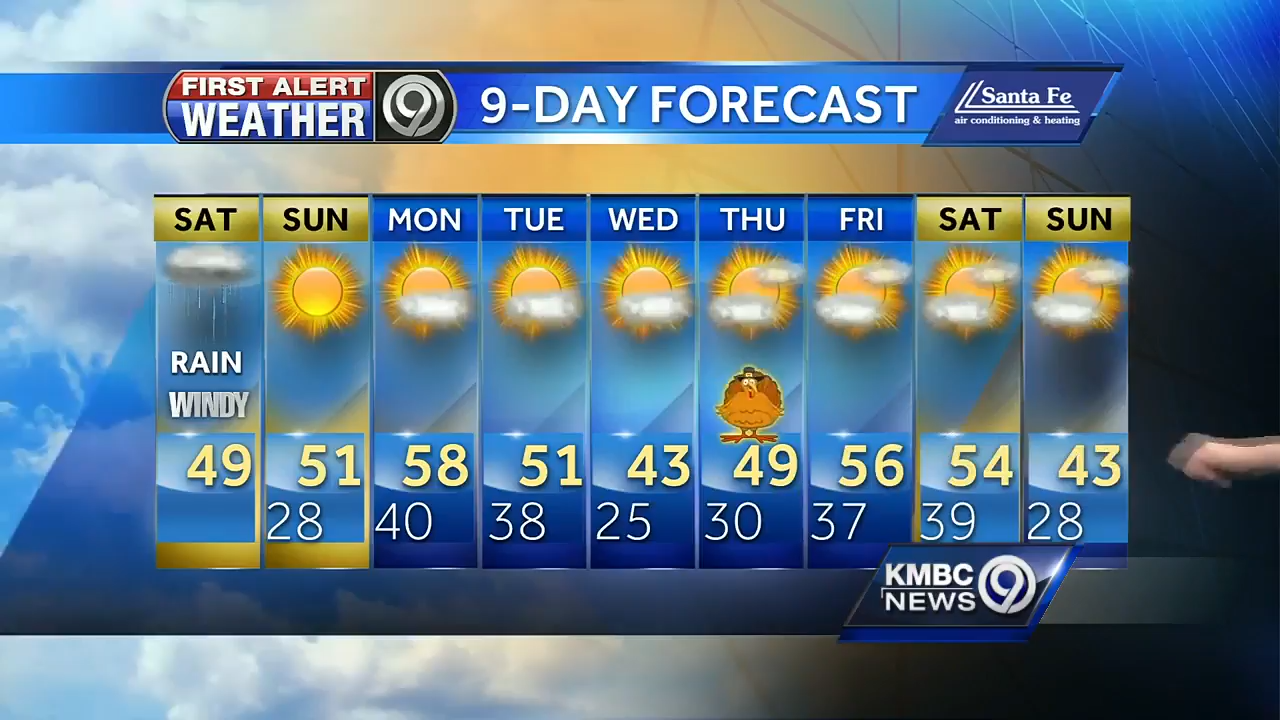 FIRST ALERT
WEATHER 9
9-DAY FORECAST
Santa Fe
air conditioning & heating
SAT SUN MON TUE WED THU FRI SAT SUN
RAIN
WINDY
49 51 58 51 43 49 56 54 43
28 40 38 25 30 37 39 28
KMBC 9
NEWS